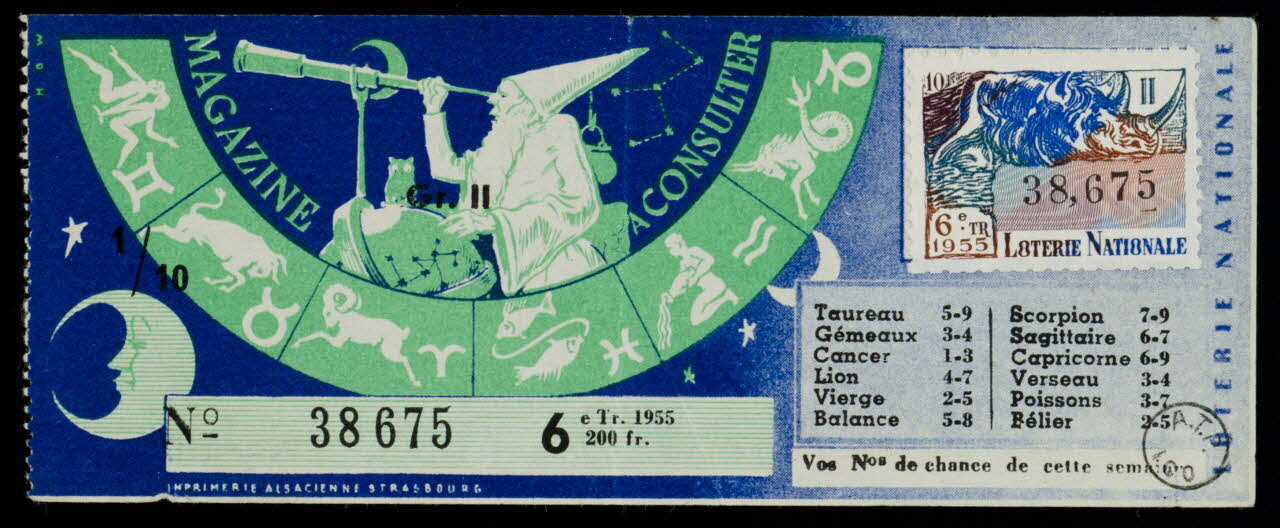 MAGAZINE
A CONSULTER
Gr. II
1/10
Nº 38675 6e Tr. 1955
200 fr.
IMPRIMERIE ALSACIENNE STRASBOURG
10F
II
38,675
6e TR
1955
LOTERIE NATIONALE
LOTERIE NATIONALE
Taureau 5-9
Gémeaux 3-4
Cancer 1-3
Lion 4-7
Vierge 2-5
Balance 5-8
Scorpion 7-9
Sagittaire 6-7
Capricorne 6-9
Verseau 3-4
Poissons 3-7
Bélier 2-5
Vos Nos de chance de cette semaine
A.T.P.